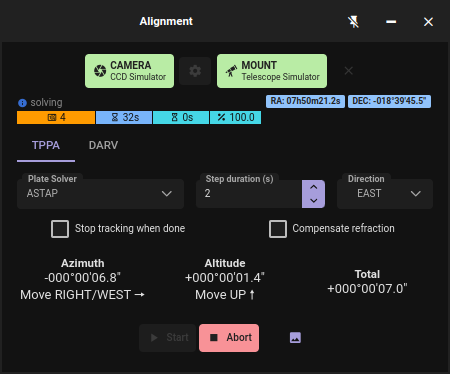 Alignment
CAMERA
CCD Simulator
MOUNT
Telescope Simulator
solving
RA: 07h50m21.2s
DEC: -018°39'45.5"
4
32s
0s
100.0
TPPA
DARV
Plate Solver
ASTAP
Step duration (s)
2
Direction
EAST
Stop tracking when done
Compensate refraction
Azimuth
-000°00'06.8"
Move RIGHT/WEST →
Altitude
+000°00'01.4"
Move UP ↑
Total
+000°00'07.0"
Start
Abort